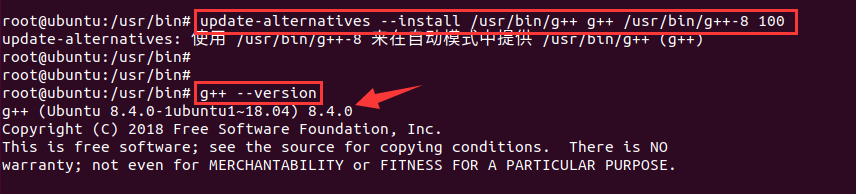 root@ubuntu:/usr/bin# update-alternatives --install /usr/bin/g++ g++ /usr/bin/g++-8 100
update-alternatives: 使用 /usr/bin/g++-8 来在自动模式中提供 /usr/bin/g++ (g++)
root@ubuntu:/usr/bin#
root@ubuntu:/usr/bin#
root@ubuntu:/usr/bin# g++ --version
g++ (Ubuntu 8.4.0-1ubuntu1~18.04) 8.4.0
Copyright (C) 2018 Free Software Foundation, Inc.
This is free software; see the source for copying conditions.  There is NO
warranty; not even for MERCHANTABILITY or FITNESS FOR A PARTICULAR PURPOSE.